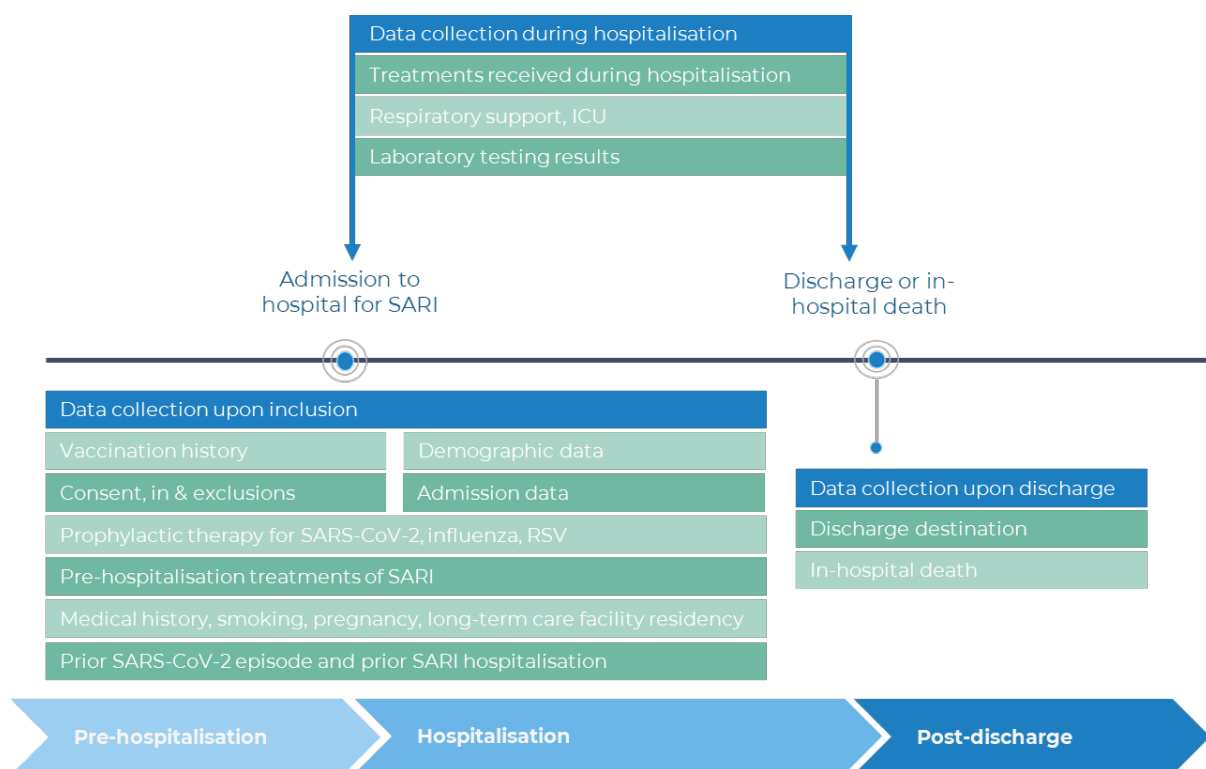 Data collection during hospitalisation
Treatments received during hospitalisation
Respiratory support, ICU
Laboratory testing results
Admission to
hospital for SARI
Discharge or in-
hospital death
Data collection upon inclusion
Vaccination history
Demographic data
Consent, in & exclusions
Admission data
Prophylactic therapy for SARS-CoV-2, influenza, RSV
Pre-hospitalisation treatments of SARI
Medical history, smoking, pregnancy, long-term care facility residency
Prior SARS-CoV-2 episode and prior SARI hospitalisation
Data collection upon discharge
Discharge destination
In-hospital death
Pre-hospitalisation
Hospitalisation
Post-discharge